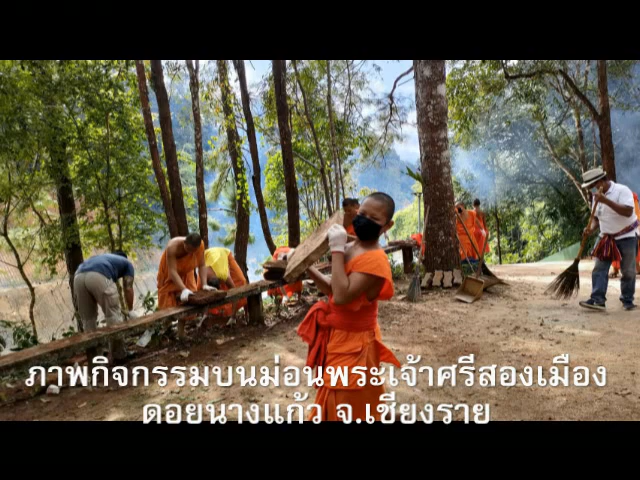 ภาพกิจกรรมบนม่อนพระเจ้าศรีสองเมือง
ดอยนางแก้ว จ.เชียงราย